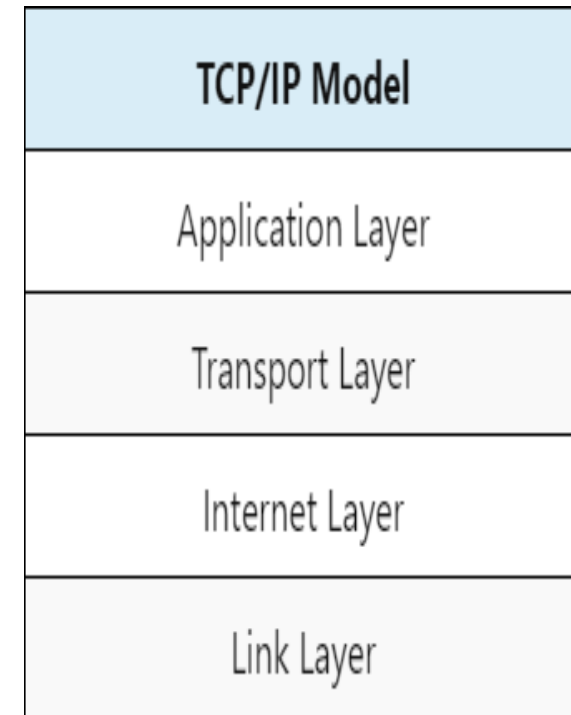 TCP/IP Model
Application Layer
Transport Layer
Internet Layer
Link Layer